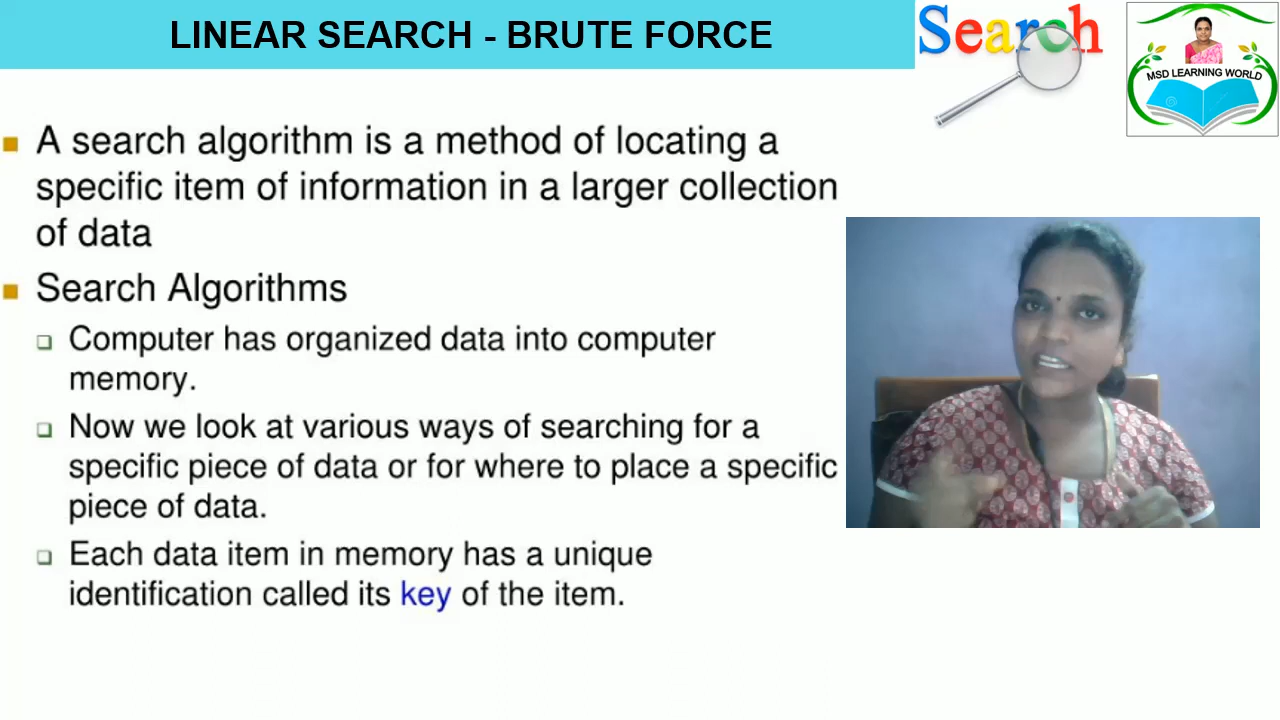 LINEAR SEARCH - BRUTE FORCE
Search
MSD LEARNING WORLD
A search algorithm is a method of locating a
specific item of information in a larger collection
of data
Search Algorithms
Computer has organized data into computer
memory.
Now we look at various ways of searching for a
specific piece of data or for where to place a specific
piece of data.
Each data item in memory has a unique
identification called its key of the item.